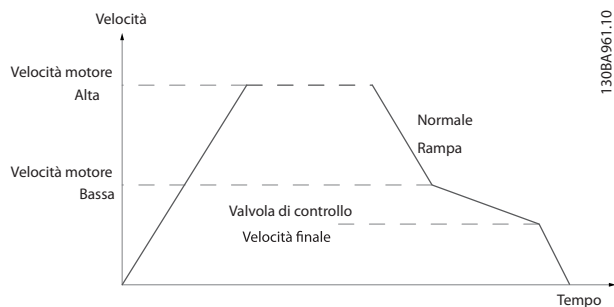 Velocità
Velocità motore
Alta
Velocità motore
Bassa
Normale
Rampa
Valvola di controllo
Velocità finale
Tempo
130BA961.10